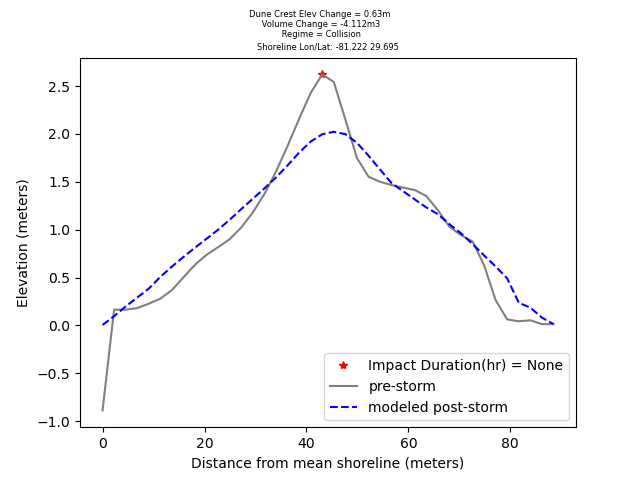 Dune Crest Elev Change = 0.63m
Volume Change = -4.112m3
Regime = Collision
Shoreline Lon/Lat: -81.222 29.695
2.5
2.0
1.5
1.0
0.5
0.0
−0.5
−1.0
Elevation (meters)
Impact Duration(hr) = None
pre-storm
modeled post-storm
0 20 40 60 80
Distance from mean shoreline (meters)